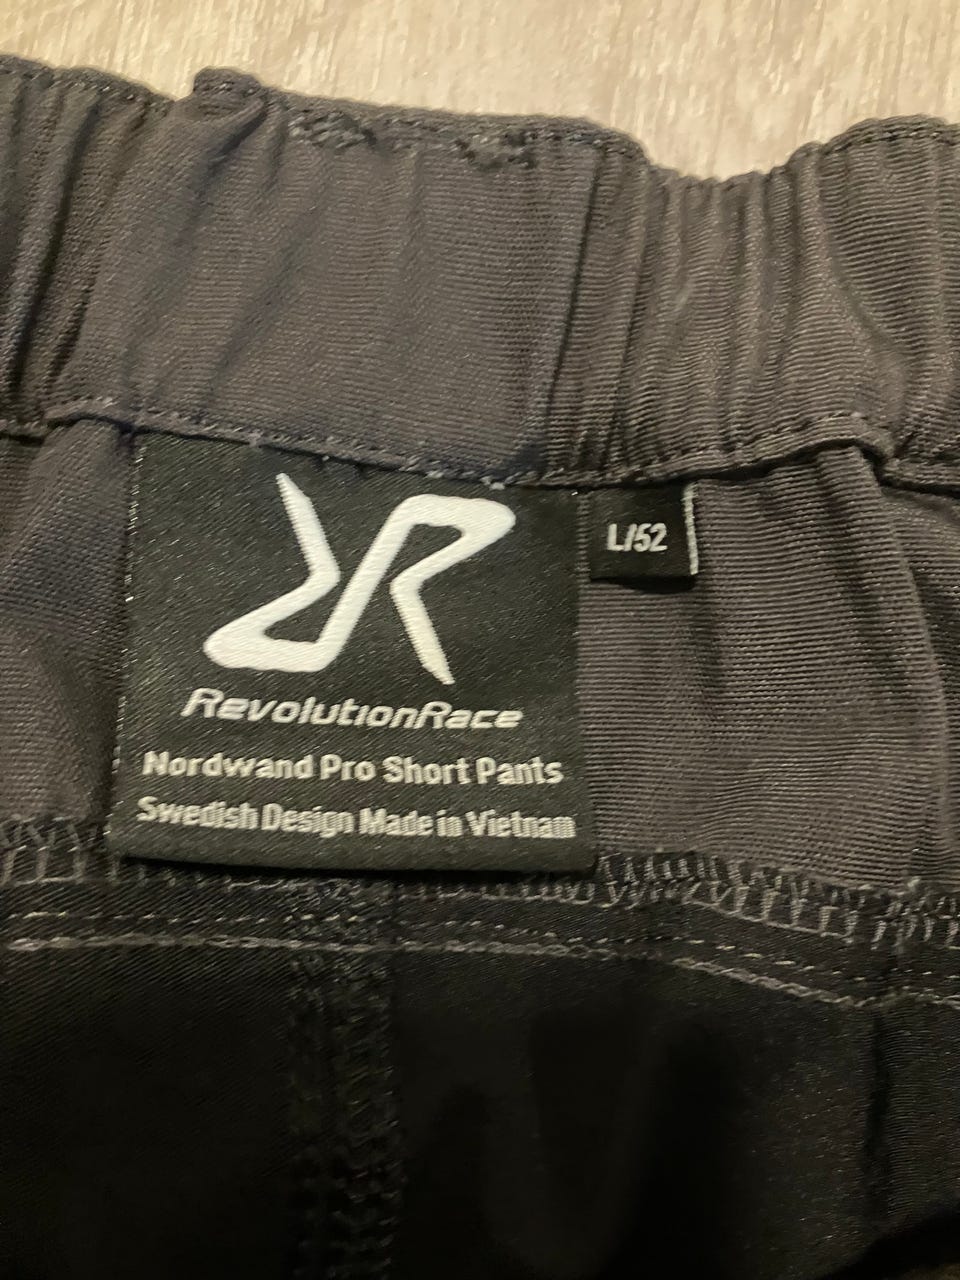 L/52
RevolutionRace
Nordwand Pro Short Pants
Swedish Design Made in Vietnam